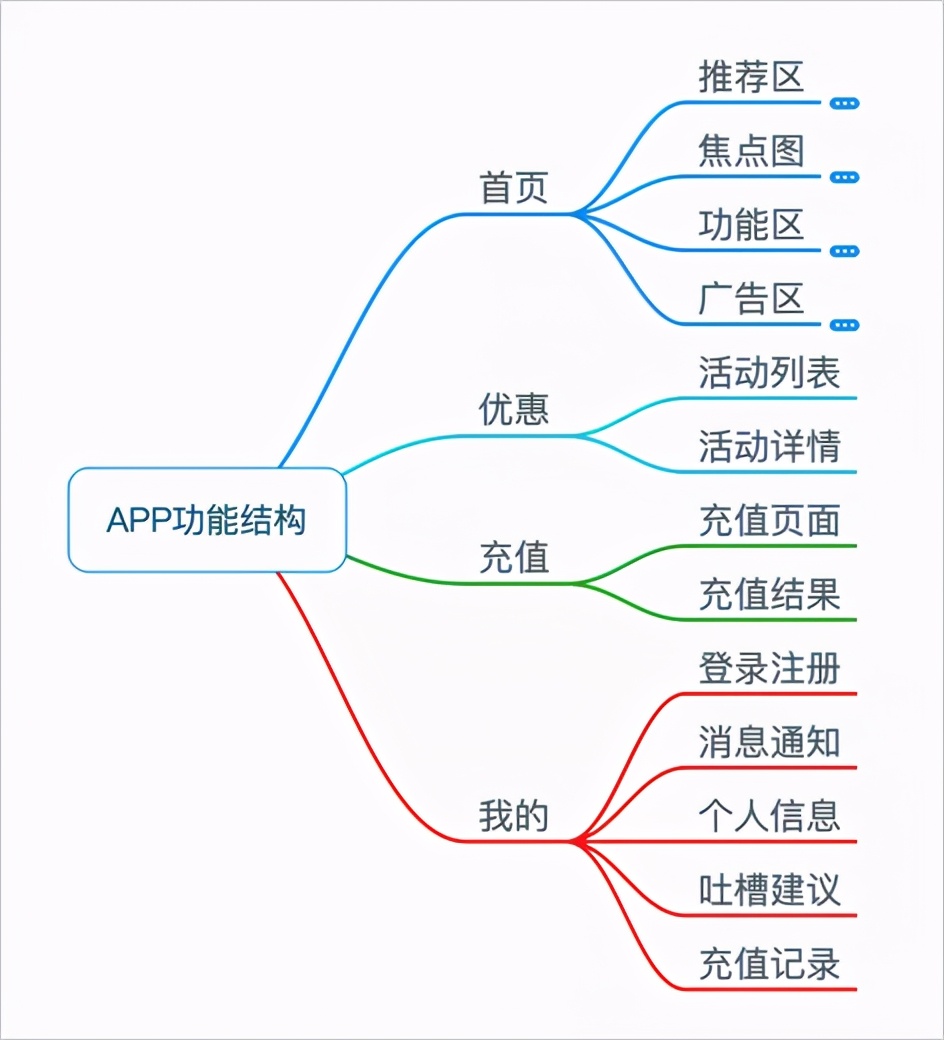 APP功能结构
首页
推荐区
焦点图
功能区
广告区
优惠
活动列表
活动详情
充值
充值页面
充值结果
我的
登录注册
消息通知
个人信息
吐槽建议
充值记录